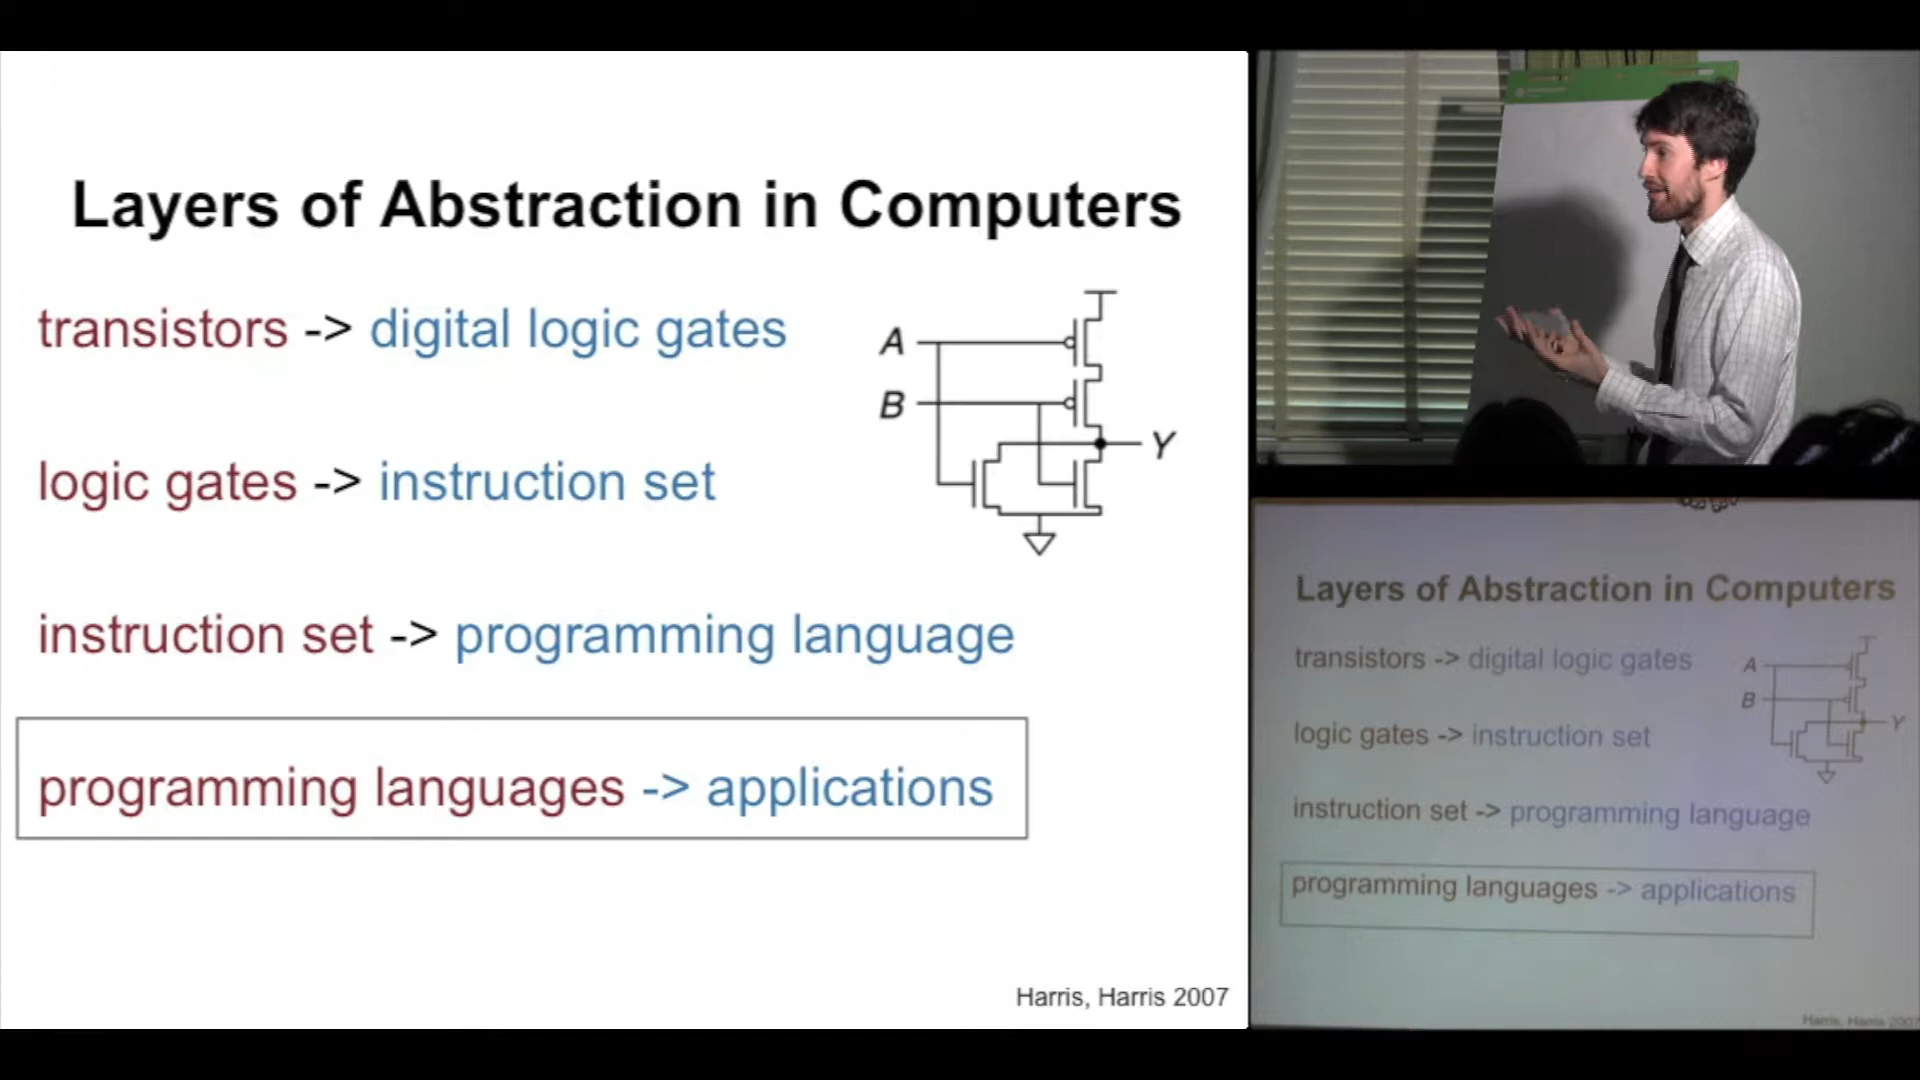 Layers of Abstraction in Computers
transistors -> digital logic gates
A
B
Y
logic gates -> instruction set
instruction set -> programming language
programming languages -> applications
Harris, Harris 2007
Layers of Abstraction in Computers
transistors -> digital logic gates
A
B
Y
logic gates -> instruction set
instruction set -> programming language
programming languages -> applications
Harris, Harris 2007